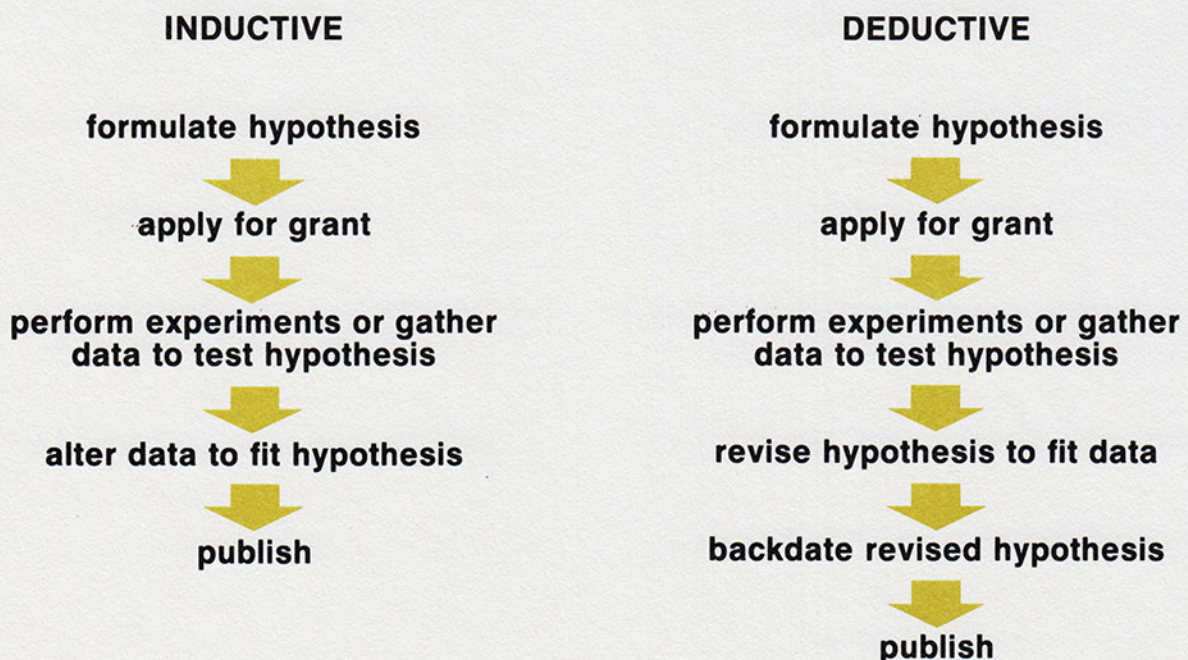 INDUCTIVE
formulate hypothesis
apply for grant
perform experiments or gather
data to test hypothesis
alter data to fit hypothesis
publish
DEDUCTIVE
formulate hypothesis
apply for grant
perform experiments or gather
data to test hypothesis
revise hypothesis to fit data
backdate revised hypothesis
publish